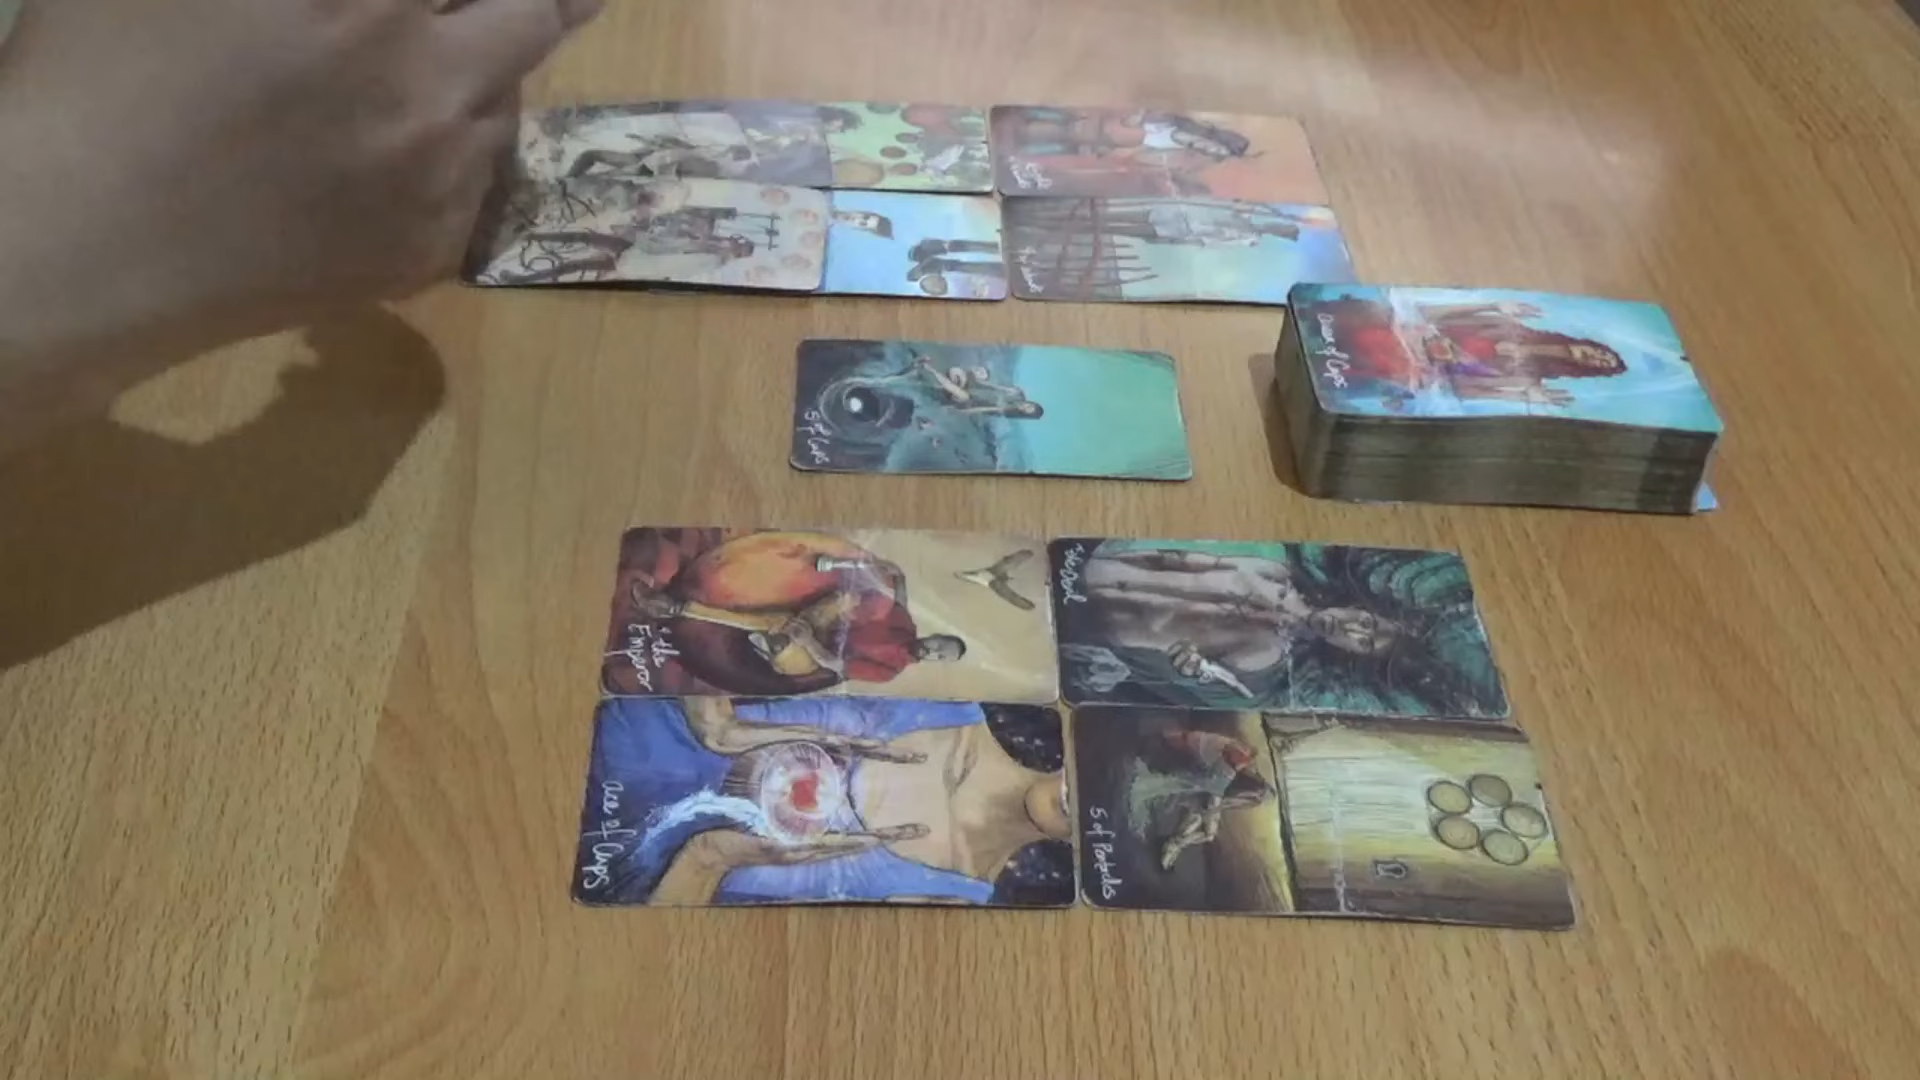 Queen of Cups
5 of Cups
the
Emperor
the Devil
ace of Cups
5 of Pentacles